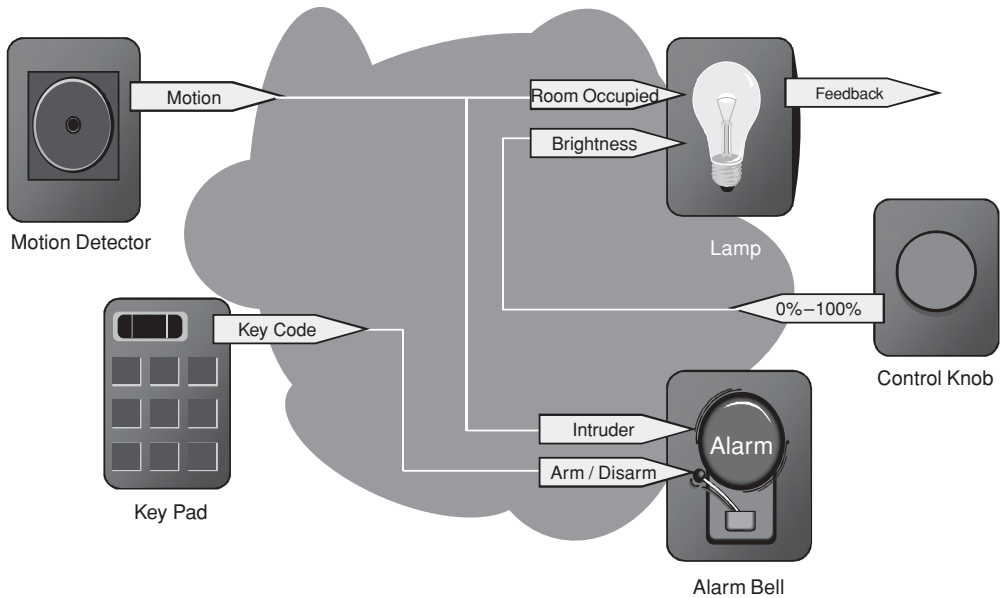 Motion
Room Occupied
Feedback
Brightness
Motion Detector
Lamp
0%–100%
Key Code
Control Knob
Intruder
Alarm
Arm / Disarm
Key Pad
Alarm Bell